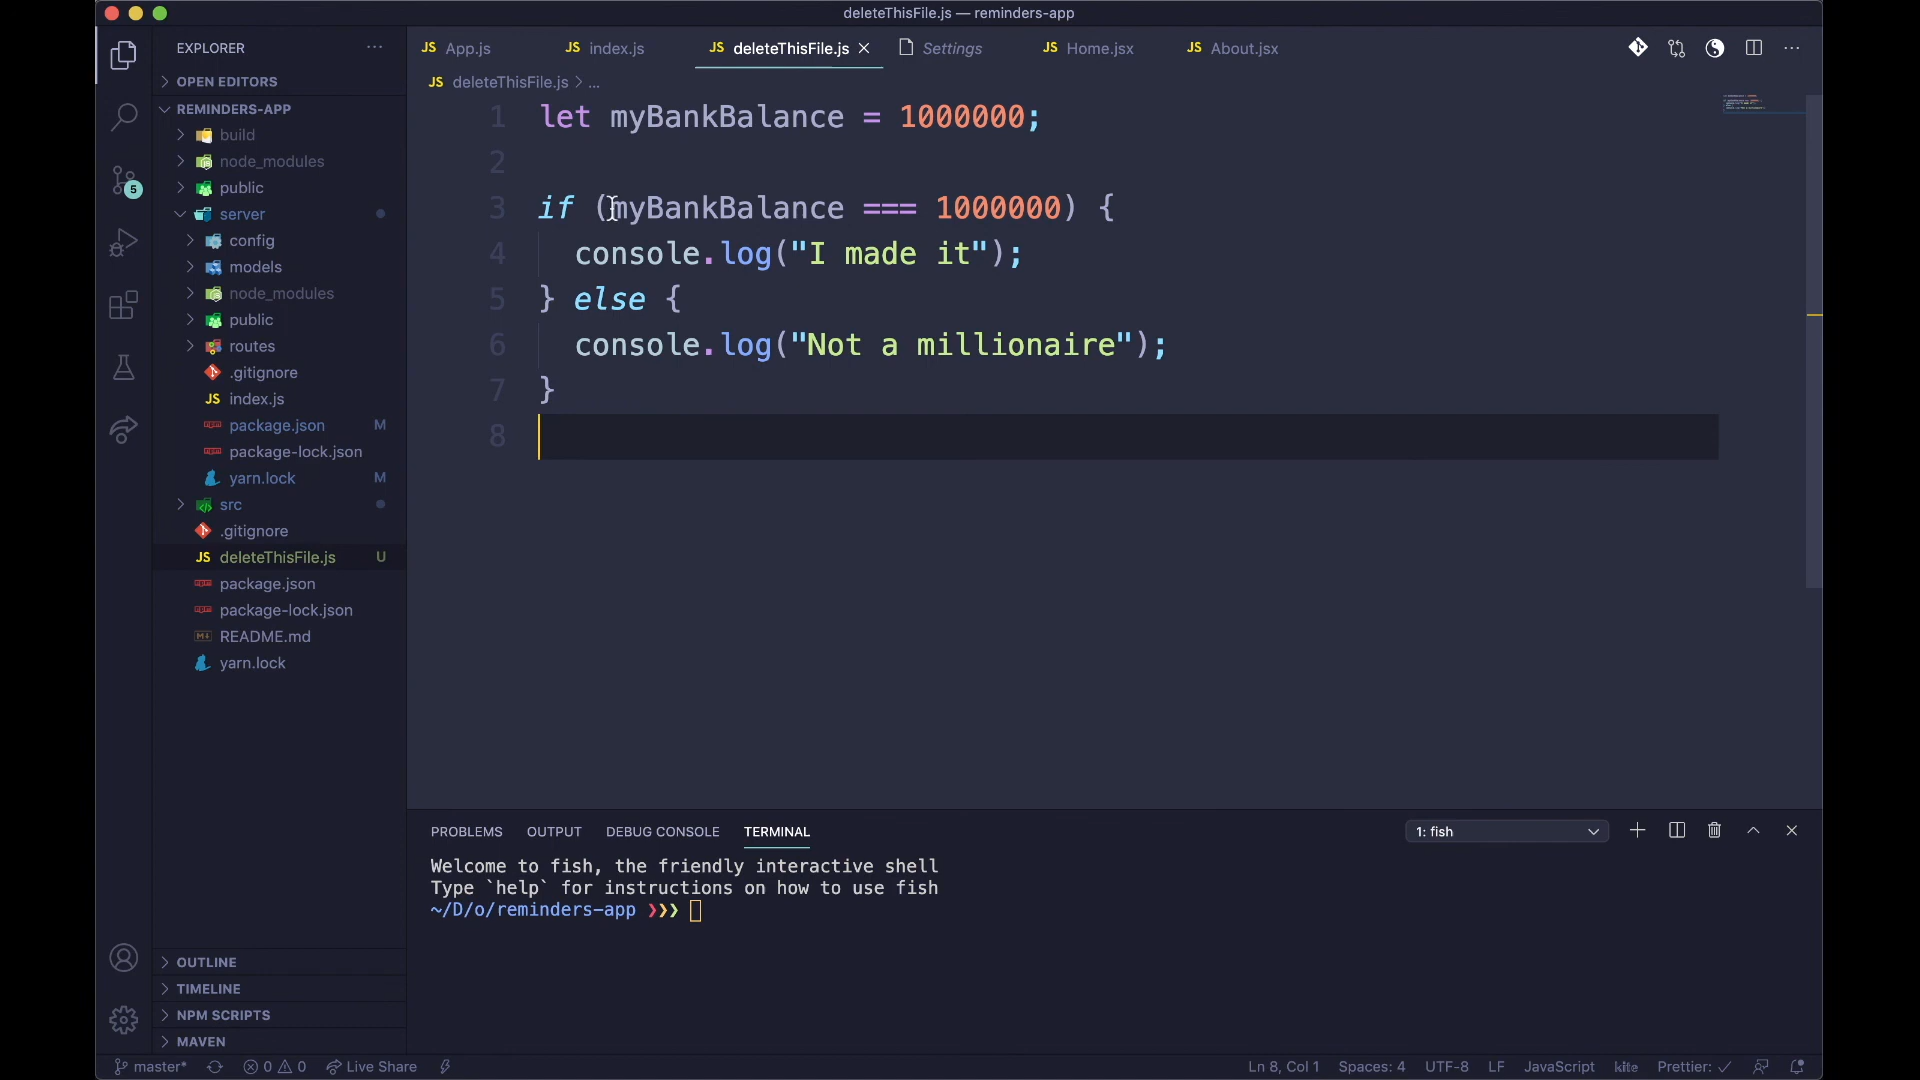 deleteThisFile.js — reminders-app
EXPLORER
JS App.js
JS index.js
JS deleteThisFile.js
Settings
JS Home.jsx
JS About.jsx
OPEN EDITORS
JS deleteThisFile.js > ...
REMINDERS-APP
build
node_modules
public
server
config
models
node_modules
public
routes
.gitignore
JS index.js
package.json M
package-lock.json
yarn.lock M
src
.gitignore
JS deleteThisFile.js U
package.json
package-lock.json
README.md
yarn.lock
5
1 let myBankBalance = 1000000;
2
3 if (myBankBalance === 1000000) {
4 console.log("I made it");
5 } else {
6 console.log("Not a millionaire");
7 }
8
PROBLEMS OUTPUT DEBUG CONSOLE TERMINAL
1: fish
Welcome to fish, the friendly interactive shell
Type `help` for instructions on how to use fish
~/D/o/reminders-app ❯❯❯
OUTLINE
TIMELINE
NPM SCRIPTS
MAVEN
master* 0 0 Live Share
Ln 8, Col 1 Spaces: 4 UTF-8 LF JavaScript kite Prettier: ✓